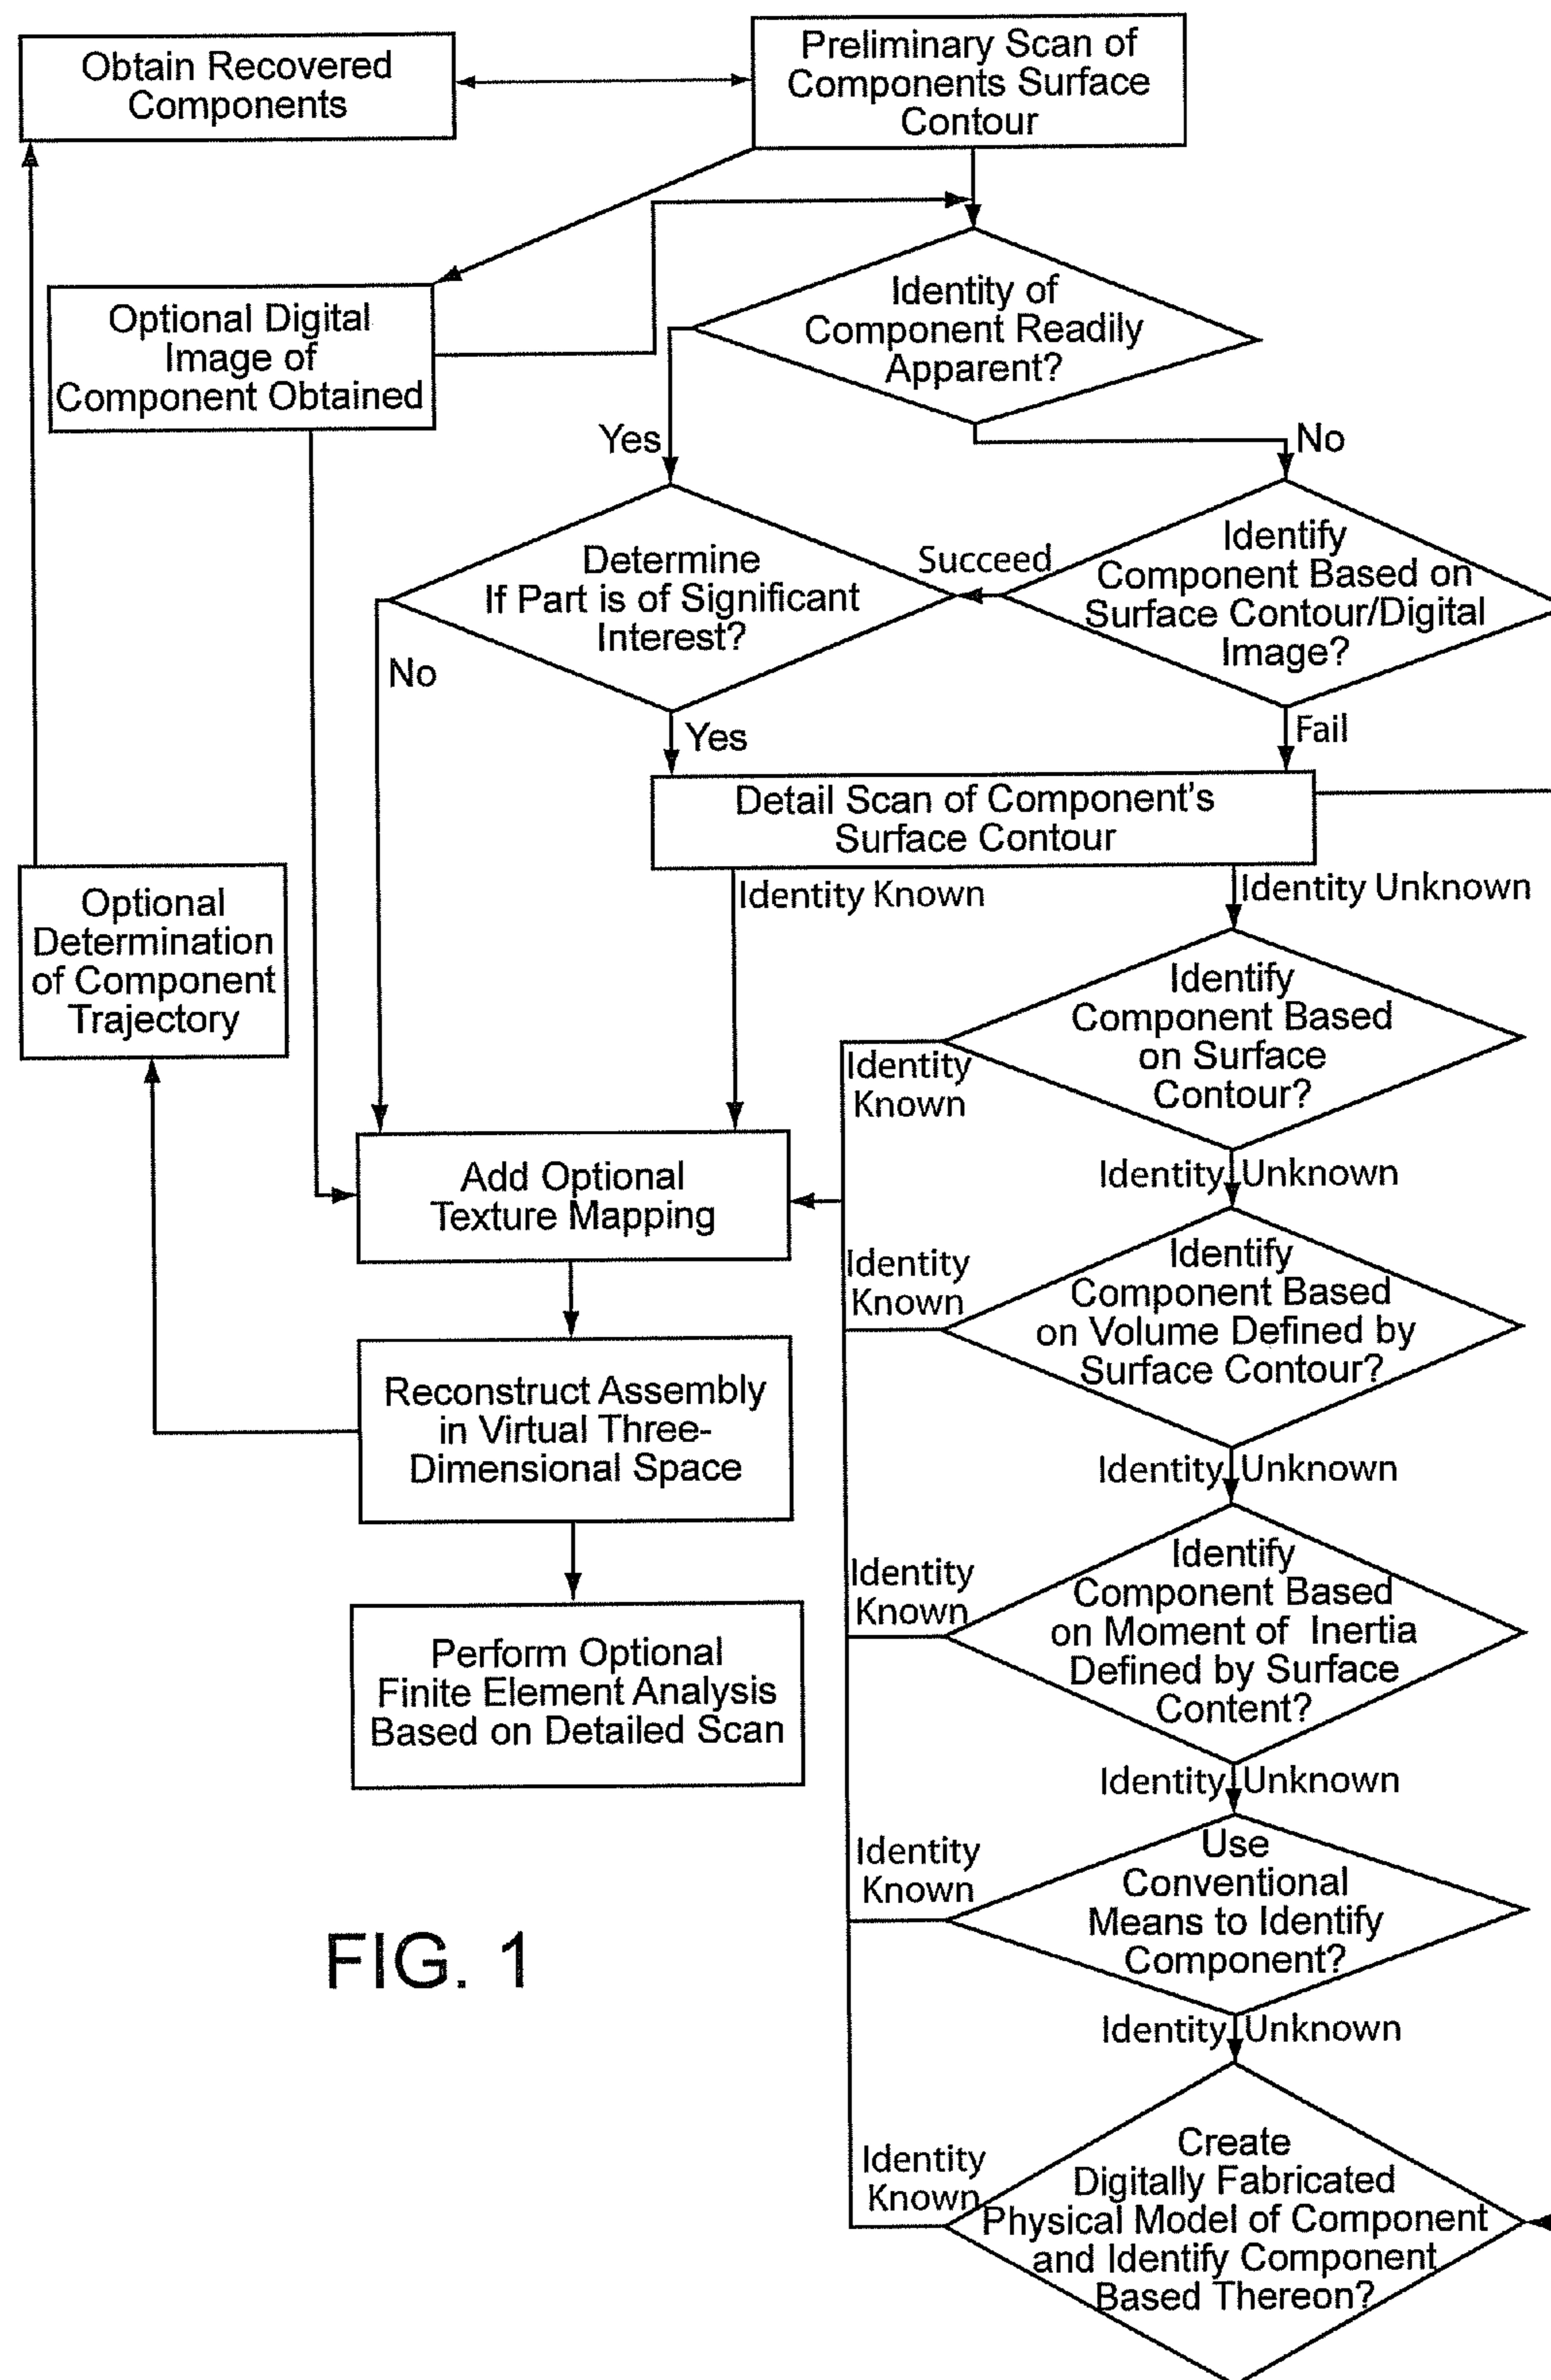 Obtain Recovered
Components
Preliminary Scan of
Components Surface
Contour
Optional Digital
Image of
Component Obtained
Identity of
Component Readily
Apparent?
Yes
No
Determine
If Part is of Significant
Interest?
Succeed
Identify
Component Based on
Surface Contour/Digital
Image?
No
Yes
Fail
Detail Scan of Component's
Surface Contour
Identity Known
Identity Unknown
Optional
Determination
of Component
Trajectory
Identify
Component Based
on Surface
Contour?
Identity
Known
Identity Unknown
Add Optional
Texture Mapping
Identify
Component Based
on Volume Defined by
Surface Contour?
Identity
Known
Identity Unknown
Reconstruct Assembly
in Virtual Three-
Dimensional Space
Identify
Component Based
on Moment of Inertia
Defined by Surface
Content?
Identity
Known
Identity Unknown
Perform Optional
Finite Element Analysis
Based on Detailed Scan
Use
Conventional
Means to Identify
Component?
Identity
Known
Identity Unknown
FIG. 1
Create
Digitally Fabricated
Physical Model of Component
and Identify Component
Based Thereon?
Identity
Known